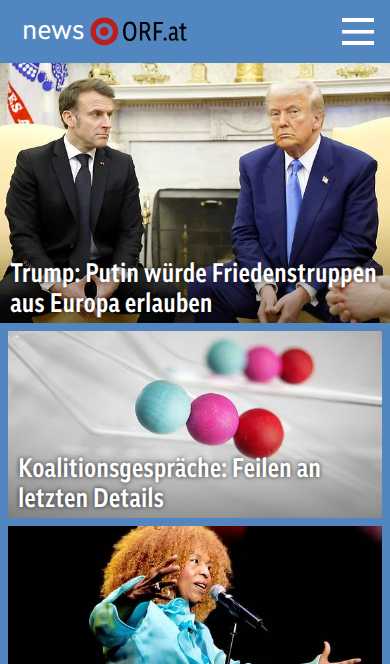 news ORF.at
Trump: Putin würde Friedenstruppen
aus Europa erlauben
Koalitionsgespräche: Feilen an
letzten Details